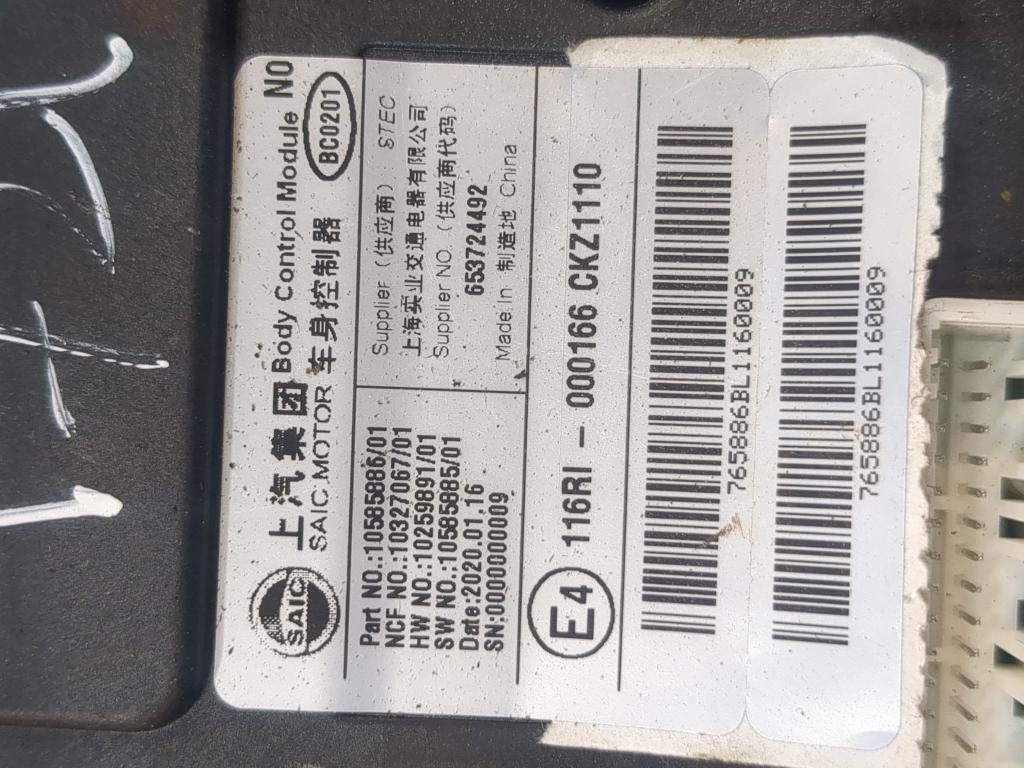 SAIC
上汽集团 Body Control Module NO
SAIC MOTOR 车身控制器 BC0201
Part NO.:10585886/01
NCF NO.:10327067/01
HW NO.:10259891/01
SW NO.:10585885/01
Date:2020.01.16
SN:0000000009
Supplier (供应商) STEC
上海实业交通电器有限公司
Supplier NO. (供应商代码)
653724492
Made in 制造地 China
E4 116RI – 000166 CKZ1110
765886BL1160009
765886BL1160009